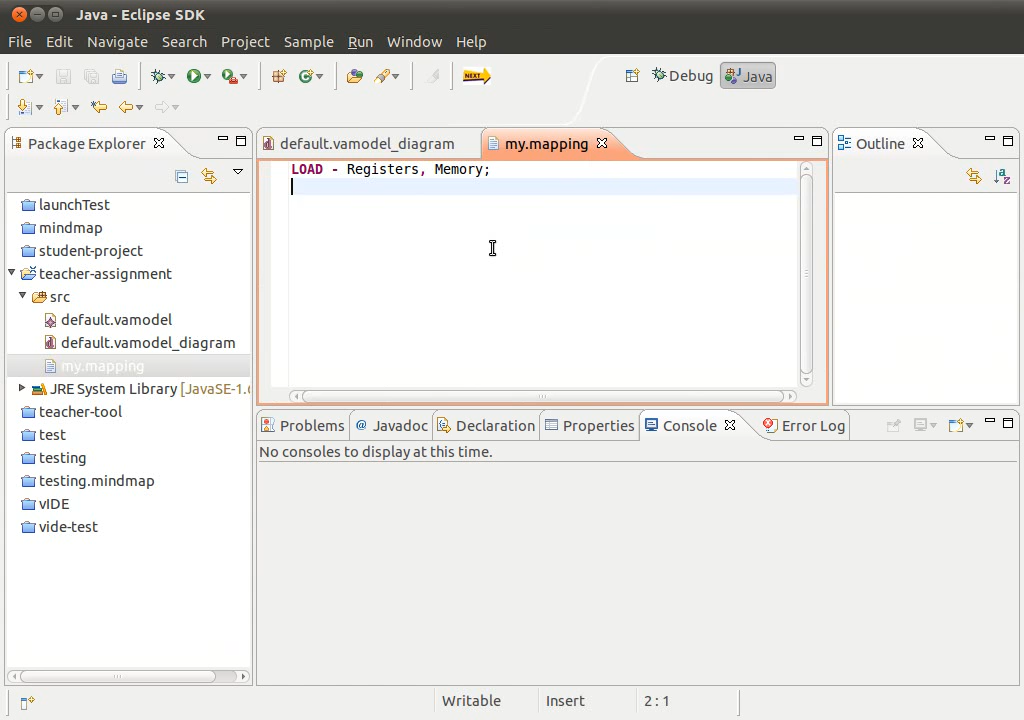 Java - Eclipse SDK
File Edit Navigate Search Project Sample Run Window Help
NEXT
Debug Java
Package Explorer
default.vamodel_diagram
my.mapping
Outline
LOAD - Registers, Memory;
launchTest
mindmap
student-project
teacher-assignment
src
default.vamodel
default.vamodel_diagram
my.mapping
JRE System Library [JavaSE-1.
teacher-tool
test
testing
testing.mindmap
vIDE
vide-test
Problems @ Javadoc Declaration Properties Console Error Log
No consoles to display at this time.
Writable Insert 2 : 1